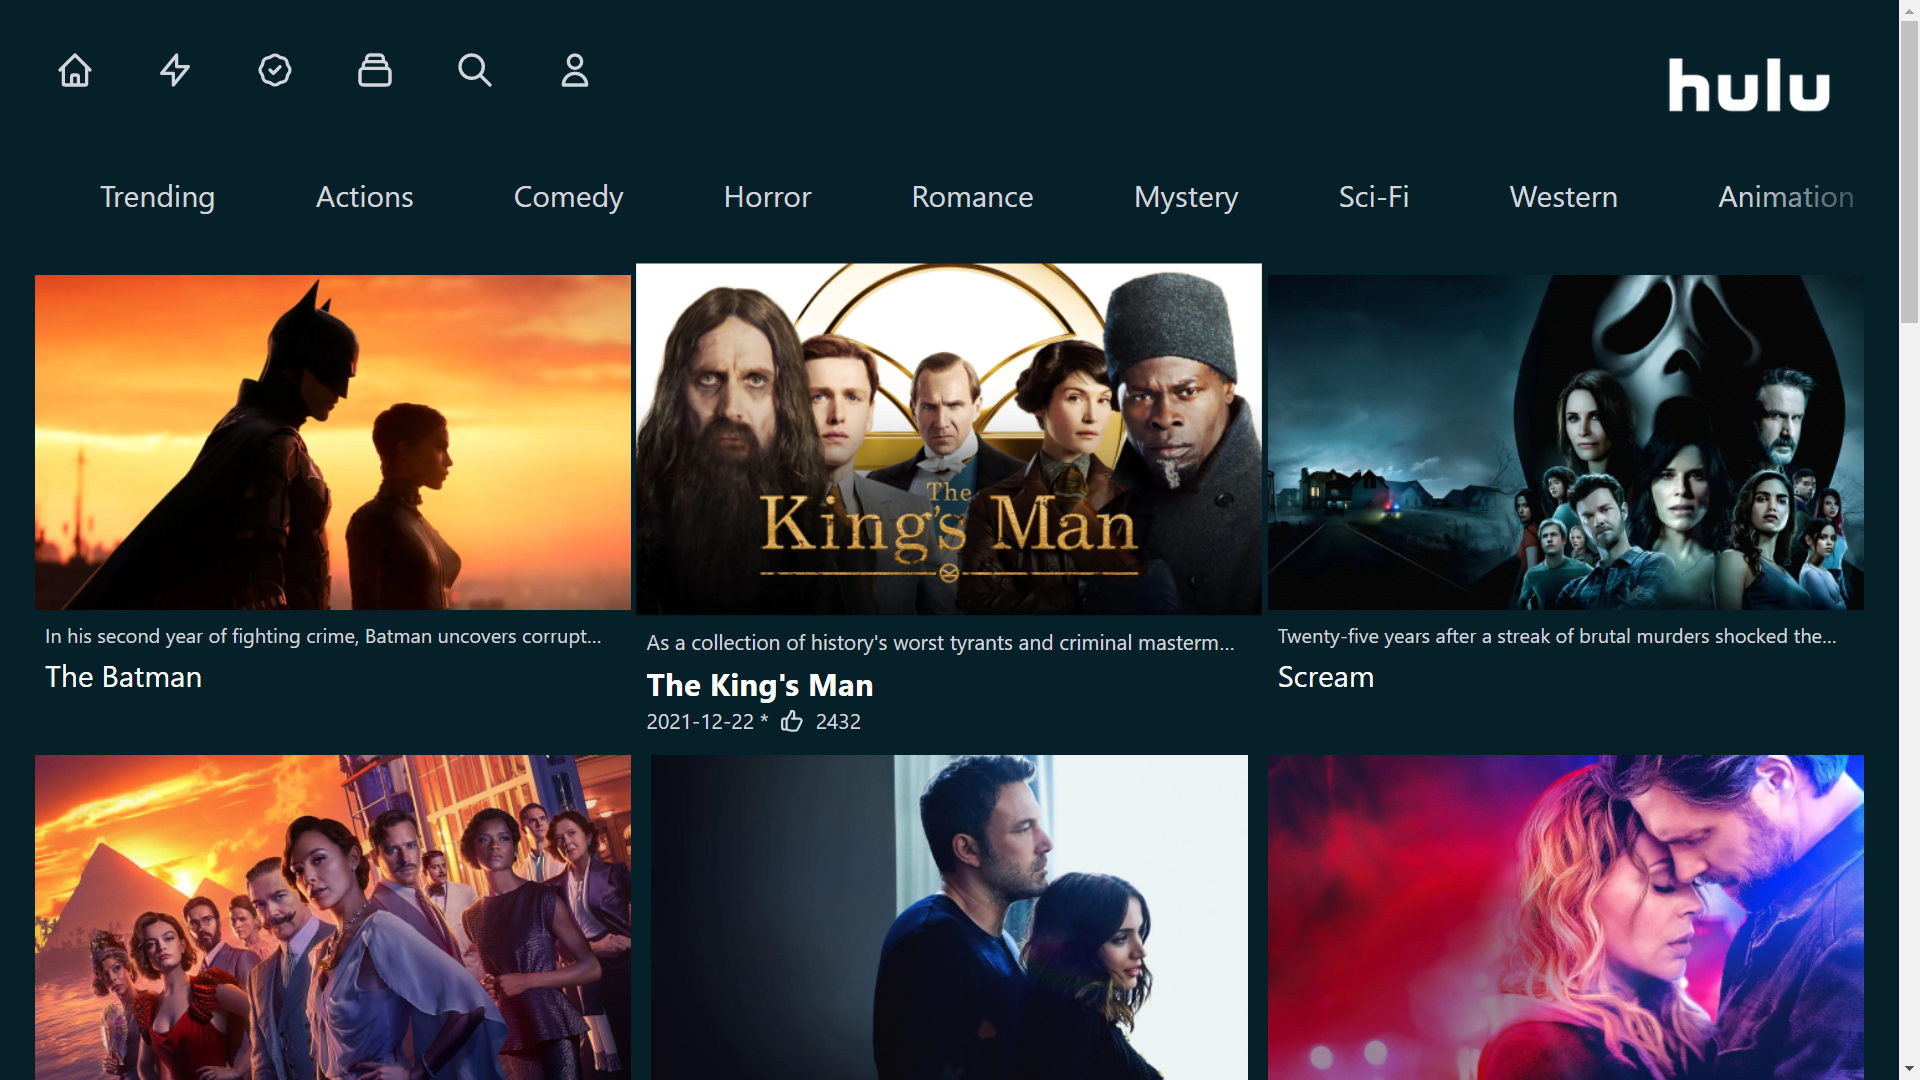 hulu
Trending Actions Comedy Horror Romance Mystery Sci-Fi Western Animation
The
King's Man
In his second year of fighting crime, Batman uncovers corrupt...
The Batman
As a collection of history's worst tyrants and criminal masterm...
The King's Man
2021-12-22 * 2432
Twenty-five years after a streak of brutal murders shocked the...
Scream